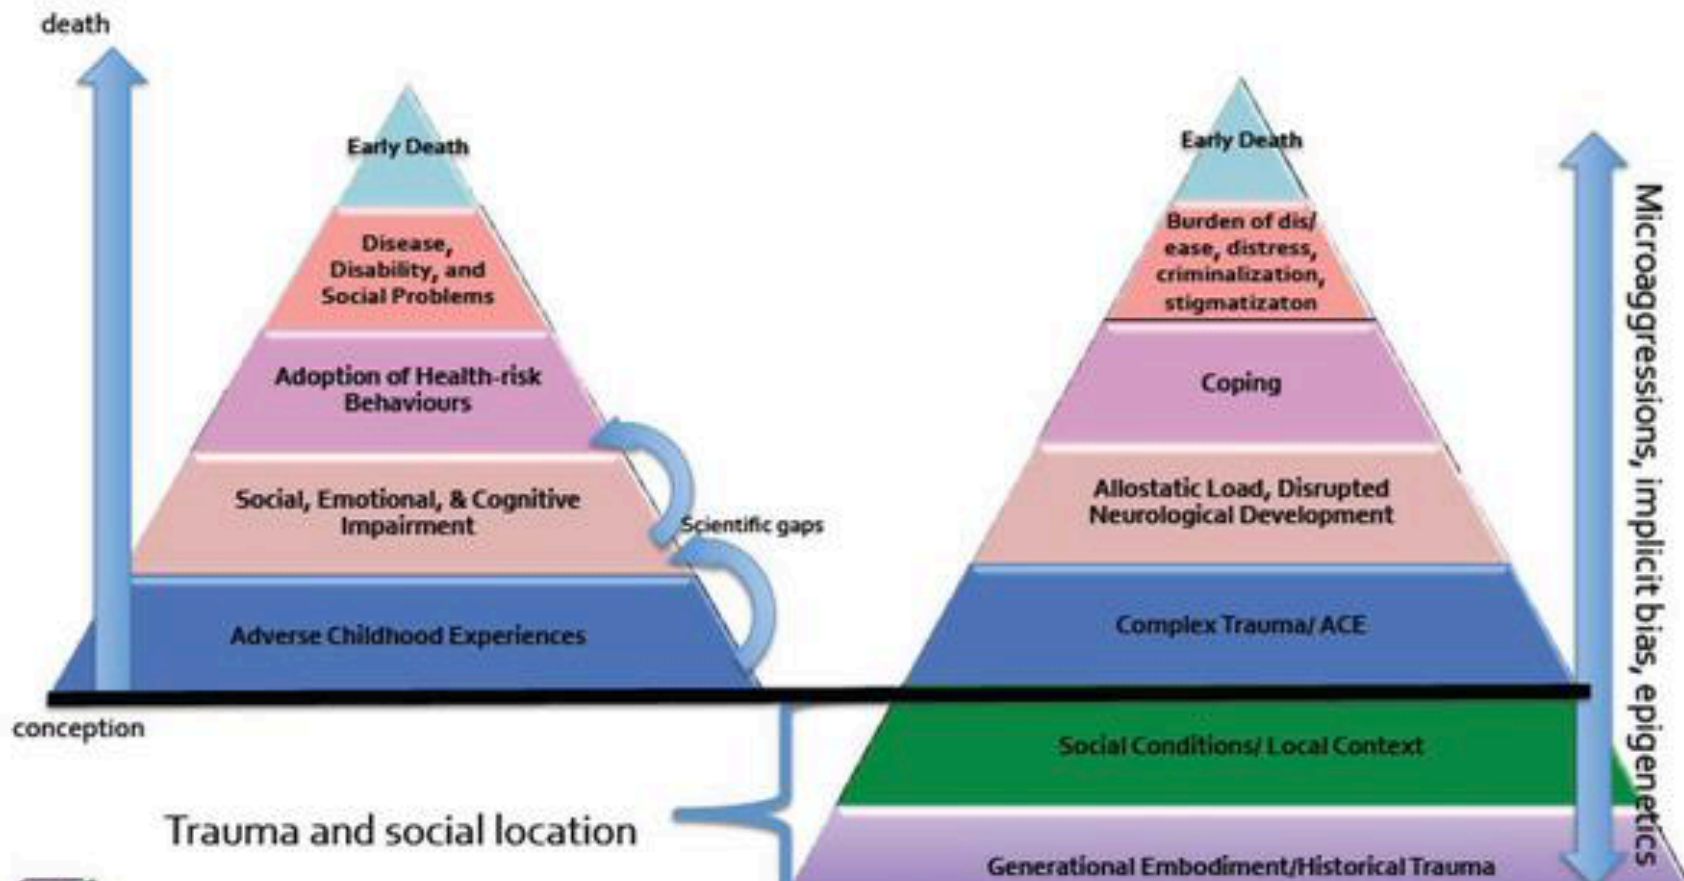 death
Early Death
Disease,
Disability, and
Social Problems
Adoption of Health-risk
Behaviours
Social, Emotional, & Cognitive
Impairment
Scientific gaps
Adverse Childhood Experiences
conception
Trauma and social location
Early Death
Burden of dis/
ease, distress,
criminalization,
stigmatizaton
Coping
Allostatic Load, Disrupted
Neurological Development
Complex Trauma/ ACE
Social Conditions/ Local Context
Generational Embodiment/Historical Trauma
Microaggressions, implicit bias, epigenetics